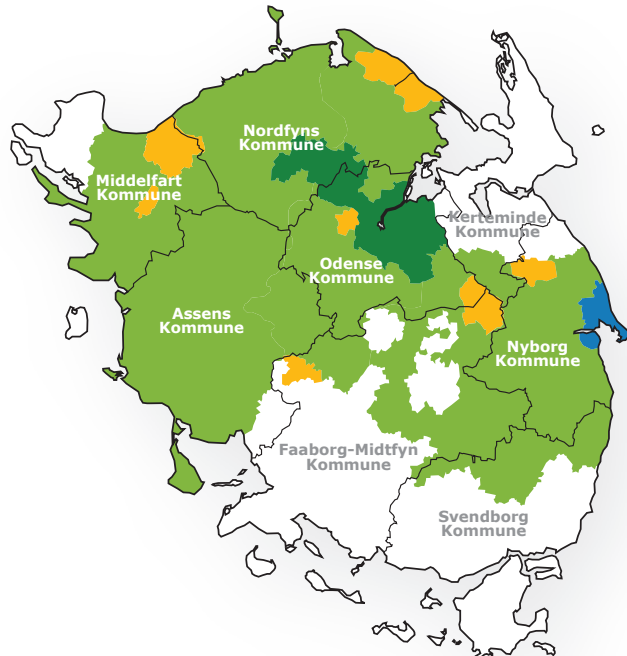 Nordfyns
Kommune
Middelfart
Kommune
Kerteminde
Kommune
Odense
Kommune
Assens
Kommune
Nyborg
Kommune
Faaborg-Midtfyn
Kommune
Svendborg
Kommune